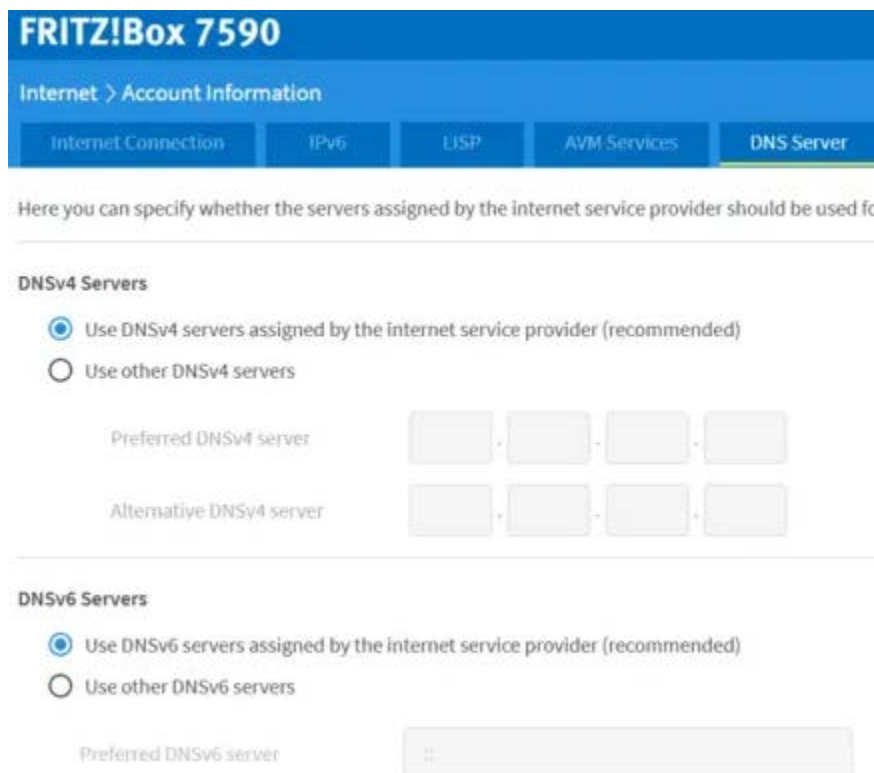 FRITZ!Box 7590
Internet > Account Information
Internet Connection IPv6 LISP AVM Services DNS Server
Here you can specify whether the servers assigned by the internet service provider should be used fo
DNSv4 Servers
Use DNSv4 servers assigned by the internet service provider (recommended)
Use other DNSv4 servers
Preferred DNSv4 server . . .
Alternative DNSv4 server . . .
DNSv6 Servers
Use DNSv6 servers assigned by the internet service provider (recommended)
Use other DNSv6 servers
Preferred DNSv6 server ::